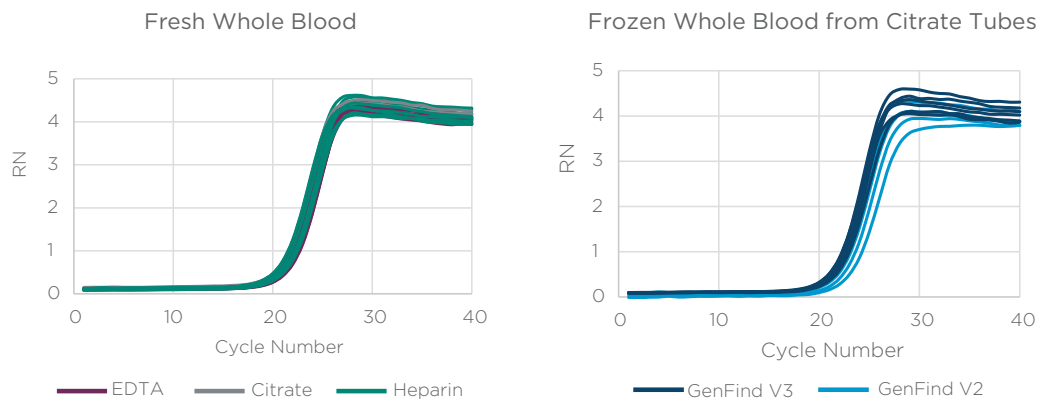 Fresh Whole Blood
RN
5
4
3
2
1
0
0 10 20 30 40
Cycle Number
EDTA Citrate Heparin
Frozen Whole Blood from Citrate Tubes
RN
5
4
3
2
1
0
0 10 20 30 40
Cycle Number
GenFind V3 GenFind V2